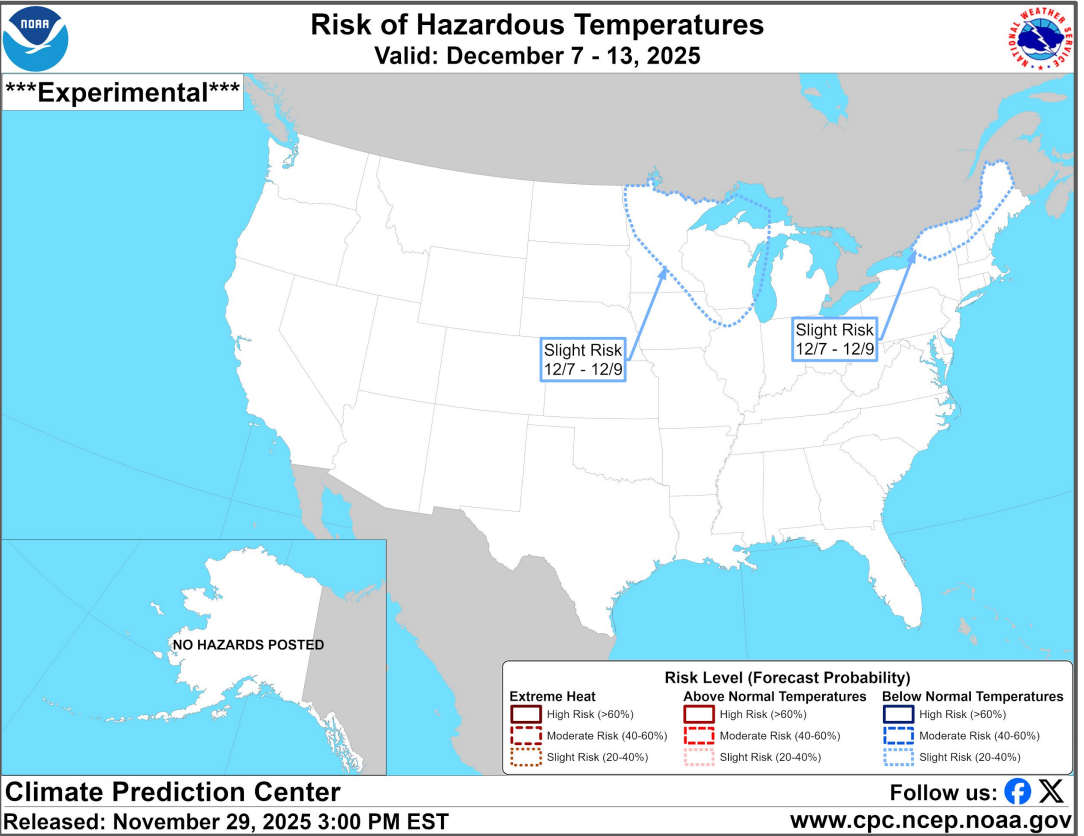 NOAA
Risk of Hazardous Temperatures
Valid: December 7 - 13, 2025
NATIONAL WEATHER SERVICE
***Experimental***
Slight Risk
12/7 - 12/9
Slight Risk
12/7 - 12/9
NO HAZARDS POSTED
Risk Level (Forecast Probability)
Extreme Heat
High Risk (>60%)
Moderate Risk (40-60%)
Slight Risk (20-40%)
Above Normal Temperatures
High Risk (>60%)
Moderate Risk (40-60%)
Slight Risk (20-40%)
Below Normal Temperatures
High Risk (>60%)
Moderate Risk (40-60%)
Slight Risk (20-40%)
Climate Prediction Center
Follow us:
Released: November 29, 2025 3:00 PM EST
www.cpc.ncep.noaa.gov